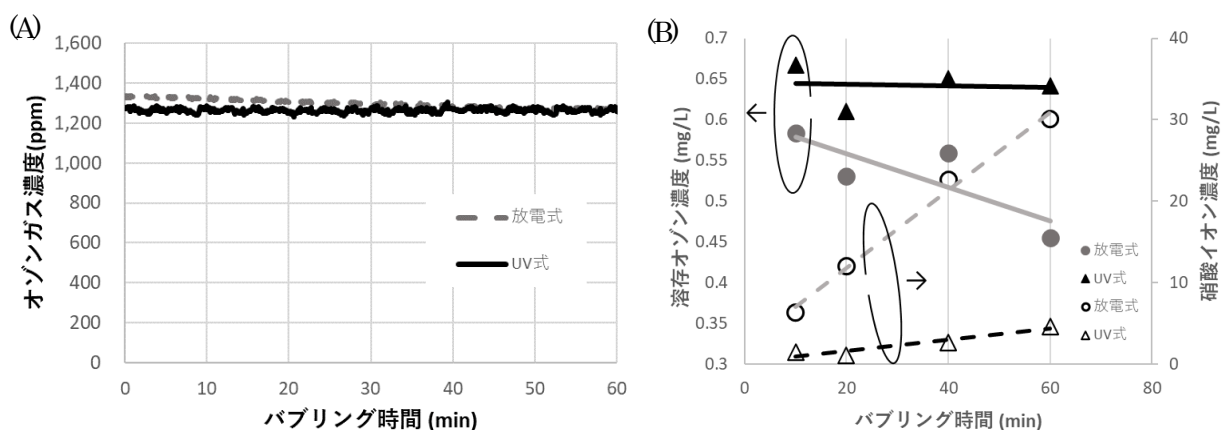 (A)
1,600
1,400
1,200
1,000
800
600
400
200
0
オゾンガス濃度(ppm)
放電式
UV式
0 10 20 30 40 50 60
バブリング時間 (min)
(B)
0.7
0.65
0.6
0.55
0.5
0.45
0.4
0.35
0.3
溶存オゾン濃度 (mg/L)
40
30
20
10
0
硝酸イオン濃度 (mg/L)
放電式
UV式
放電式
UV式
0 20 40 60 80
バブリング時間 (min)